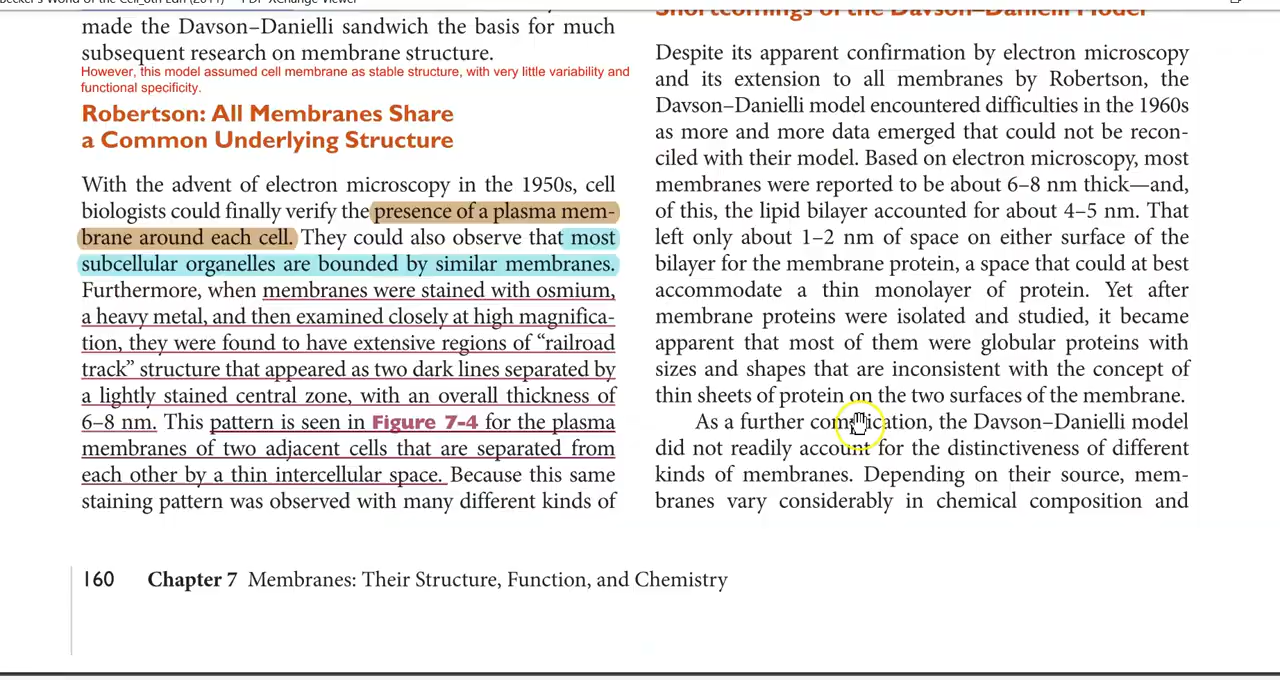 Becker's World of the Cell_8th Edn (2011) - PDF-XChange Viewer
made the Davson–Danielli sandwich the basis for much
subsequent research on membrane structure.
However, this model assumed cell membrane as stable structure, with very little variability and
functional specificity.
Robertson: All Membranes Share
a Common Underlying Structure
With the advent of electron microscopy in the 1950s, cell
biologists could finally verify the presence of a plasma mem-
brane around each cell. They could also observe that most
subcellular organelles are bounded by similar membranes.
Furthermore, when membranes were stained with osmium,
a heavy metal, and then examined closely at high magnifica-
tion, they were found to have extensive regions of “railroad
track” structure that appeared as two dark lines separated by
a lightly stained central zone, with an overall thickness of
6–8 nm. This pattern is seen in Figure 7-4 for the plasma
membranes of two adjacent cells that are separated from
each other by a thin intercellular space. Because this same
staining pattern was observed with many different kinds of
Shortcomings of the Davson–Danielli Model
Despite its apparent confirmation by electron microscopy
and its extension to all membranes by Robertson, the
Davson–Danielli model encountered difficulties in the 1960s
as more and more data emerged that could not be recon-
ciled with their model. Based on electron microscopy, most
membranes were reported to be about 6–8 nm thick—and,
of this, the lipid bilayer accounted for about 4–5 nm. That
left only about 1–2 nm of space on either surface of the
bilayer for the membrane protein, a space that could at best
accommodate a thin monolayer of protein. Yet after
membrane proteins were isolated and studied, it became
apparent that most of them were globular proteins with
sizes and shapes that are inconsistent with the concept of
thin sheets of protein on the two surfaces of the membrane.
As a further complication, the Davson–Danielli model
did not readily account for the distinctiveness of different
kinds of membranes. Depending on their source, mem-
branes vary considerably in chemical composition and
160 Chapter 7 Membranes: Their Structure, Function, and Chemistry